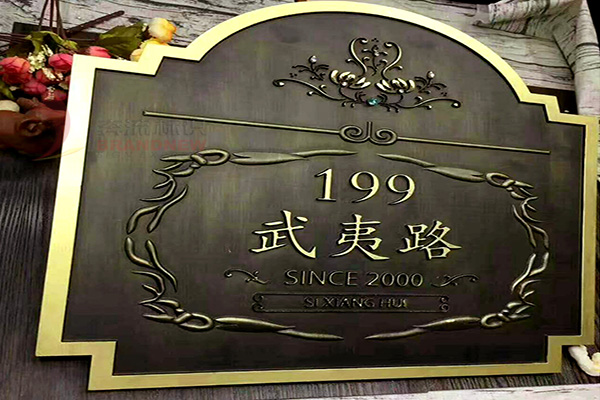 199
武夷路
SINCE 2000
SI XIANG HUI